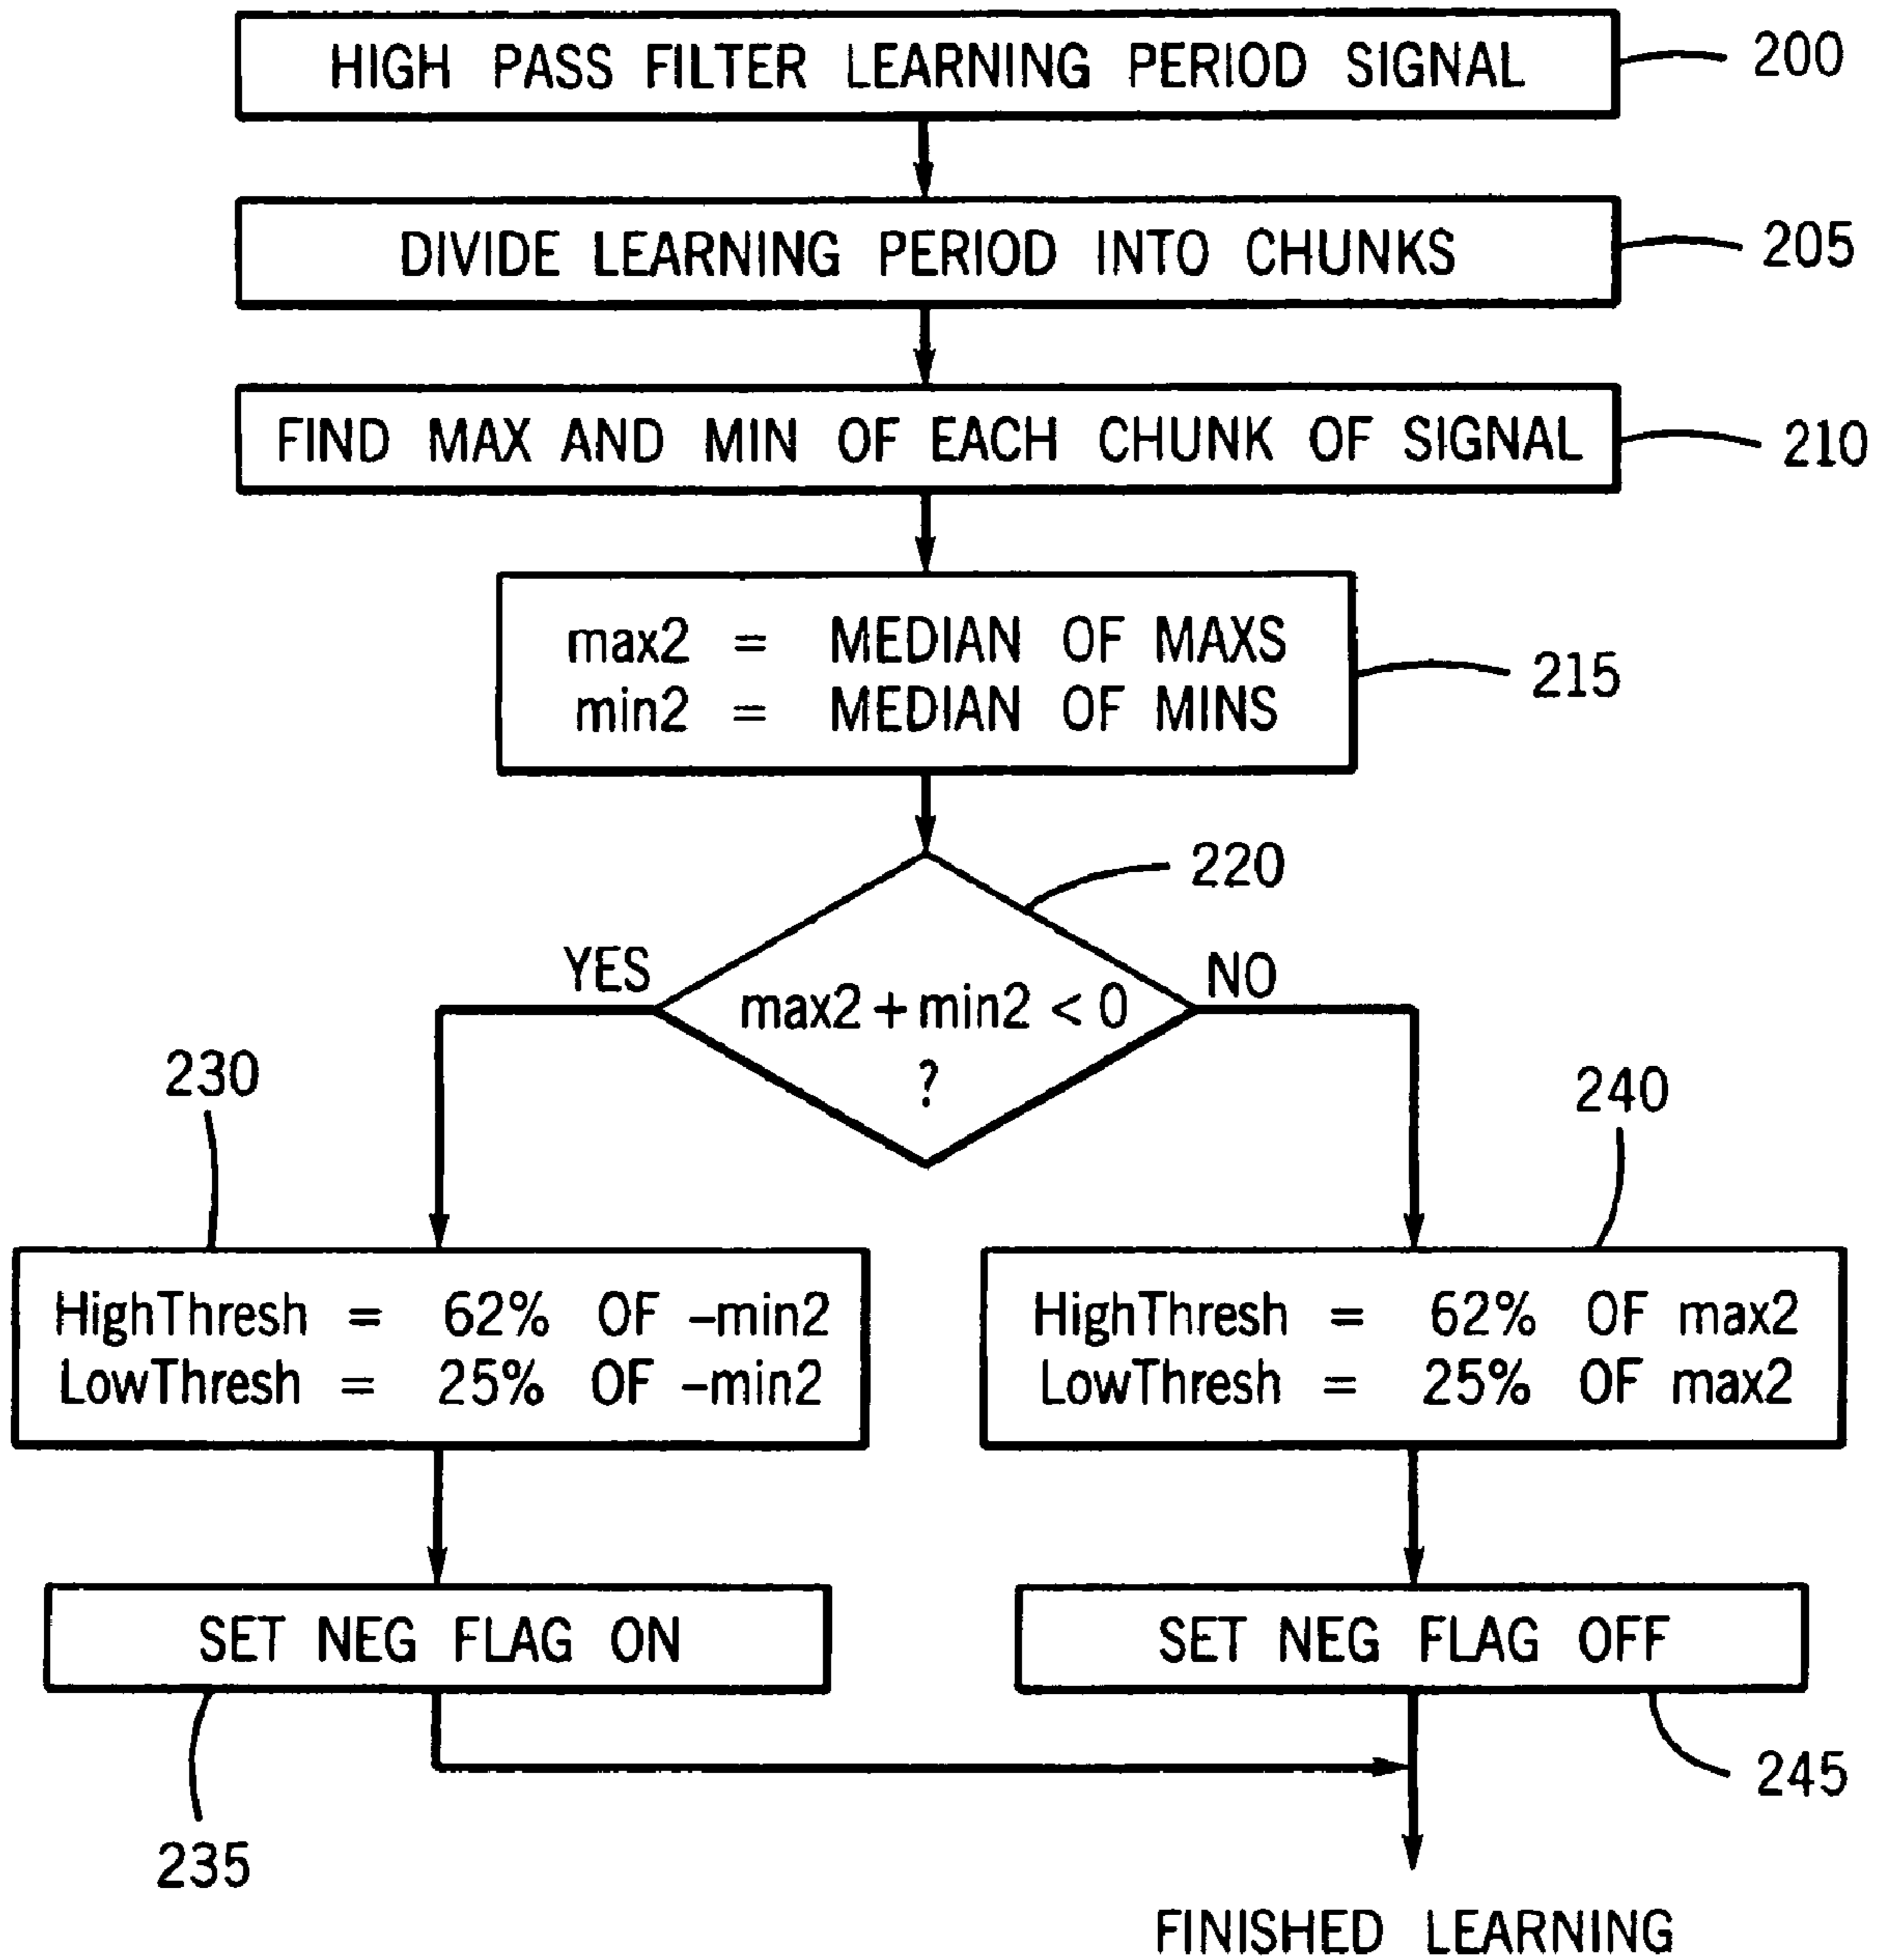 HIGH PASS FILTER LEARNING PERIOD SIGNAL
200
DIVIDE LEARNING PERIOD INTO CHUNKS
205
FIND MAX AND MIN OF EACH CHUNK OF SIGNAL
210
max2 = MEDIAN OF MAXS
min2 = MEDIAN OF MINS
215
220
YES
NO
max2 + min2 < 0
?
230
240
HighThresh = 62% OF –min2
LowThresh = 25% OF –min2
HighThresh = 62% OF max2
LowThresh = 25% OF max2
SET NEG FLAG ON
SET NEG FLAG OFF
235
245
FINISHED LEARNING